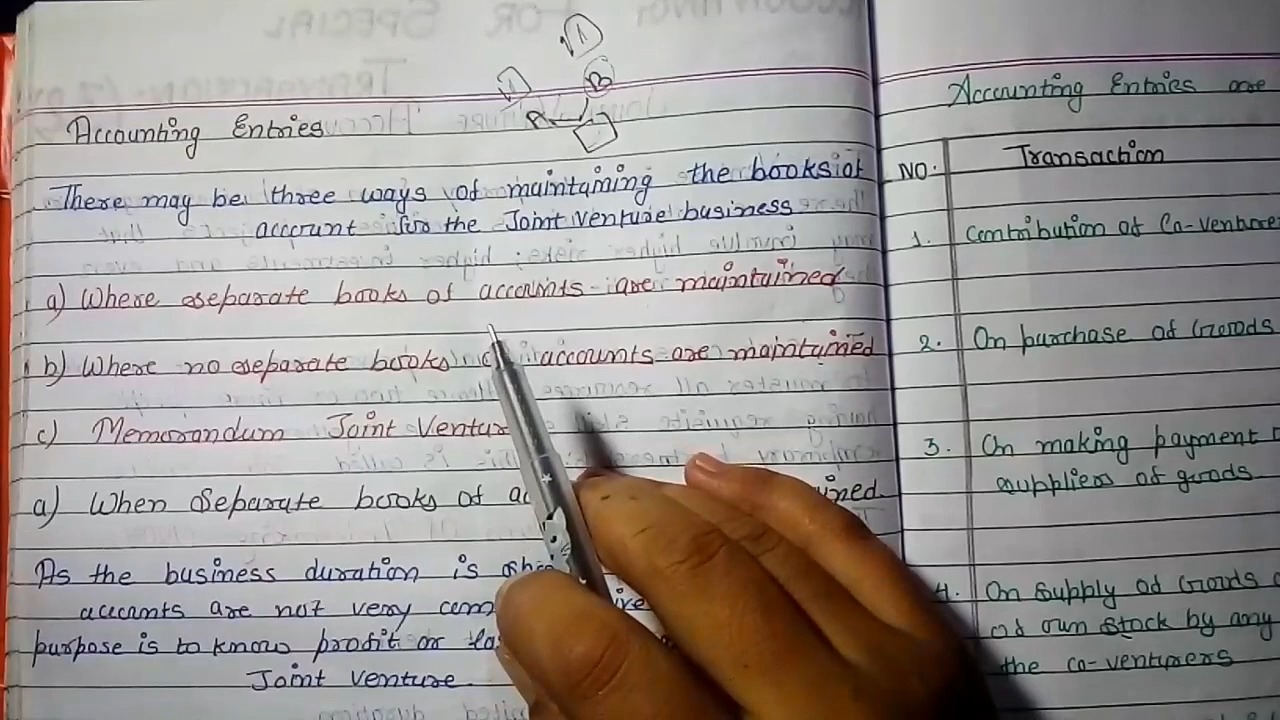 Accounting Entries
There may be three ways of maintaining the books of
account for the Joint Venture business
a) Where separate books of accounts are maintained
b) Where no separate books accounts are maintained
c) Memorandum Joint Venture
a) When Separate books of
As the business duration is
accounts are not very
purpose is to know profit or
Joint venture
Accounting Entries are
NO. Transaction
1. Contribution of Co-venture
2. On purchase of Goods
3. On making payment
suppliers of goods
4. On Supply of Goods
of own Stock by any
the co-venturers